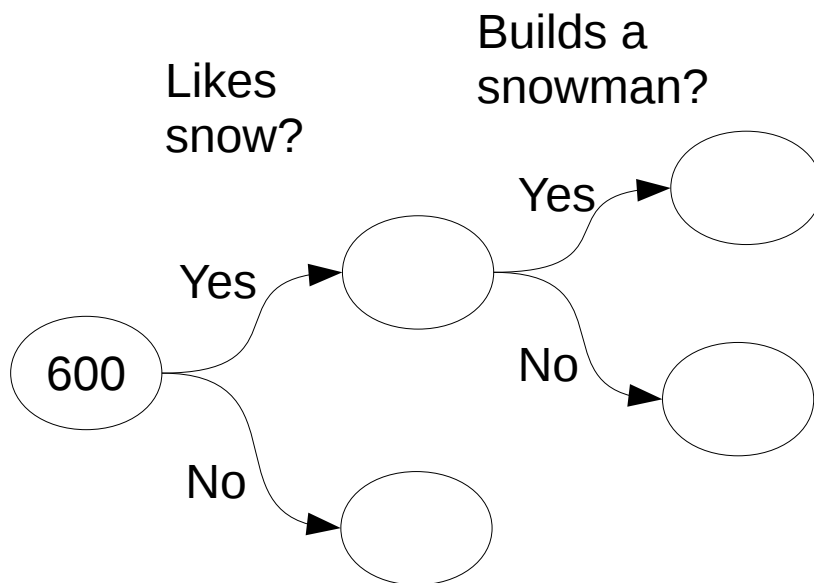 Likes
snow?
Builds a
snowman?
Yes
Yes
600
No
No